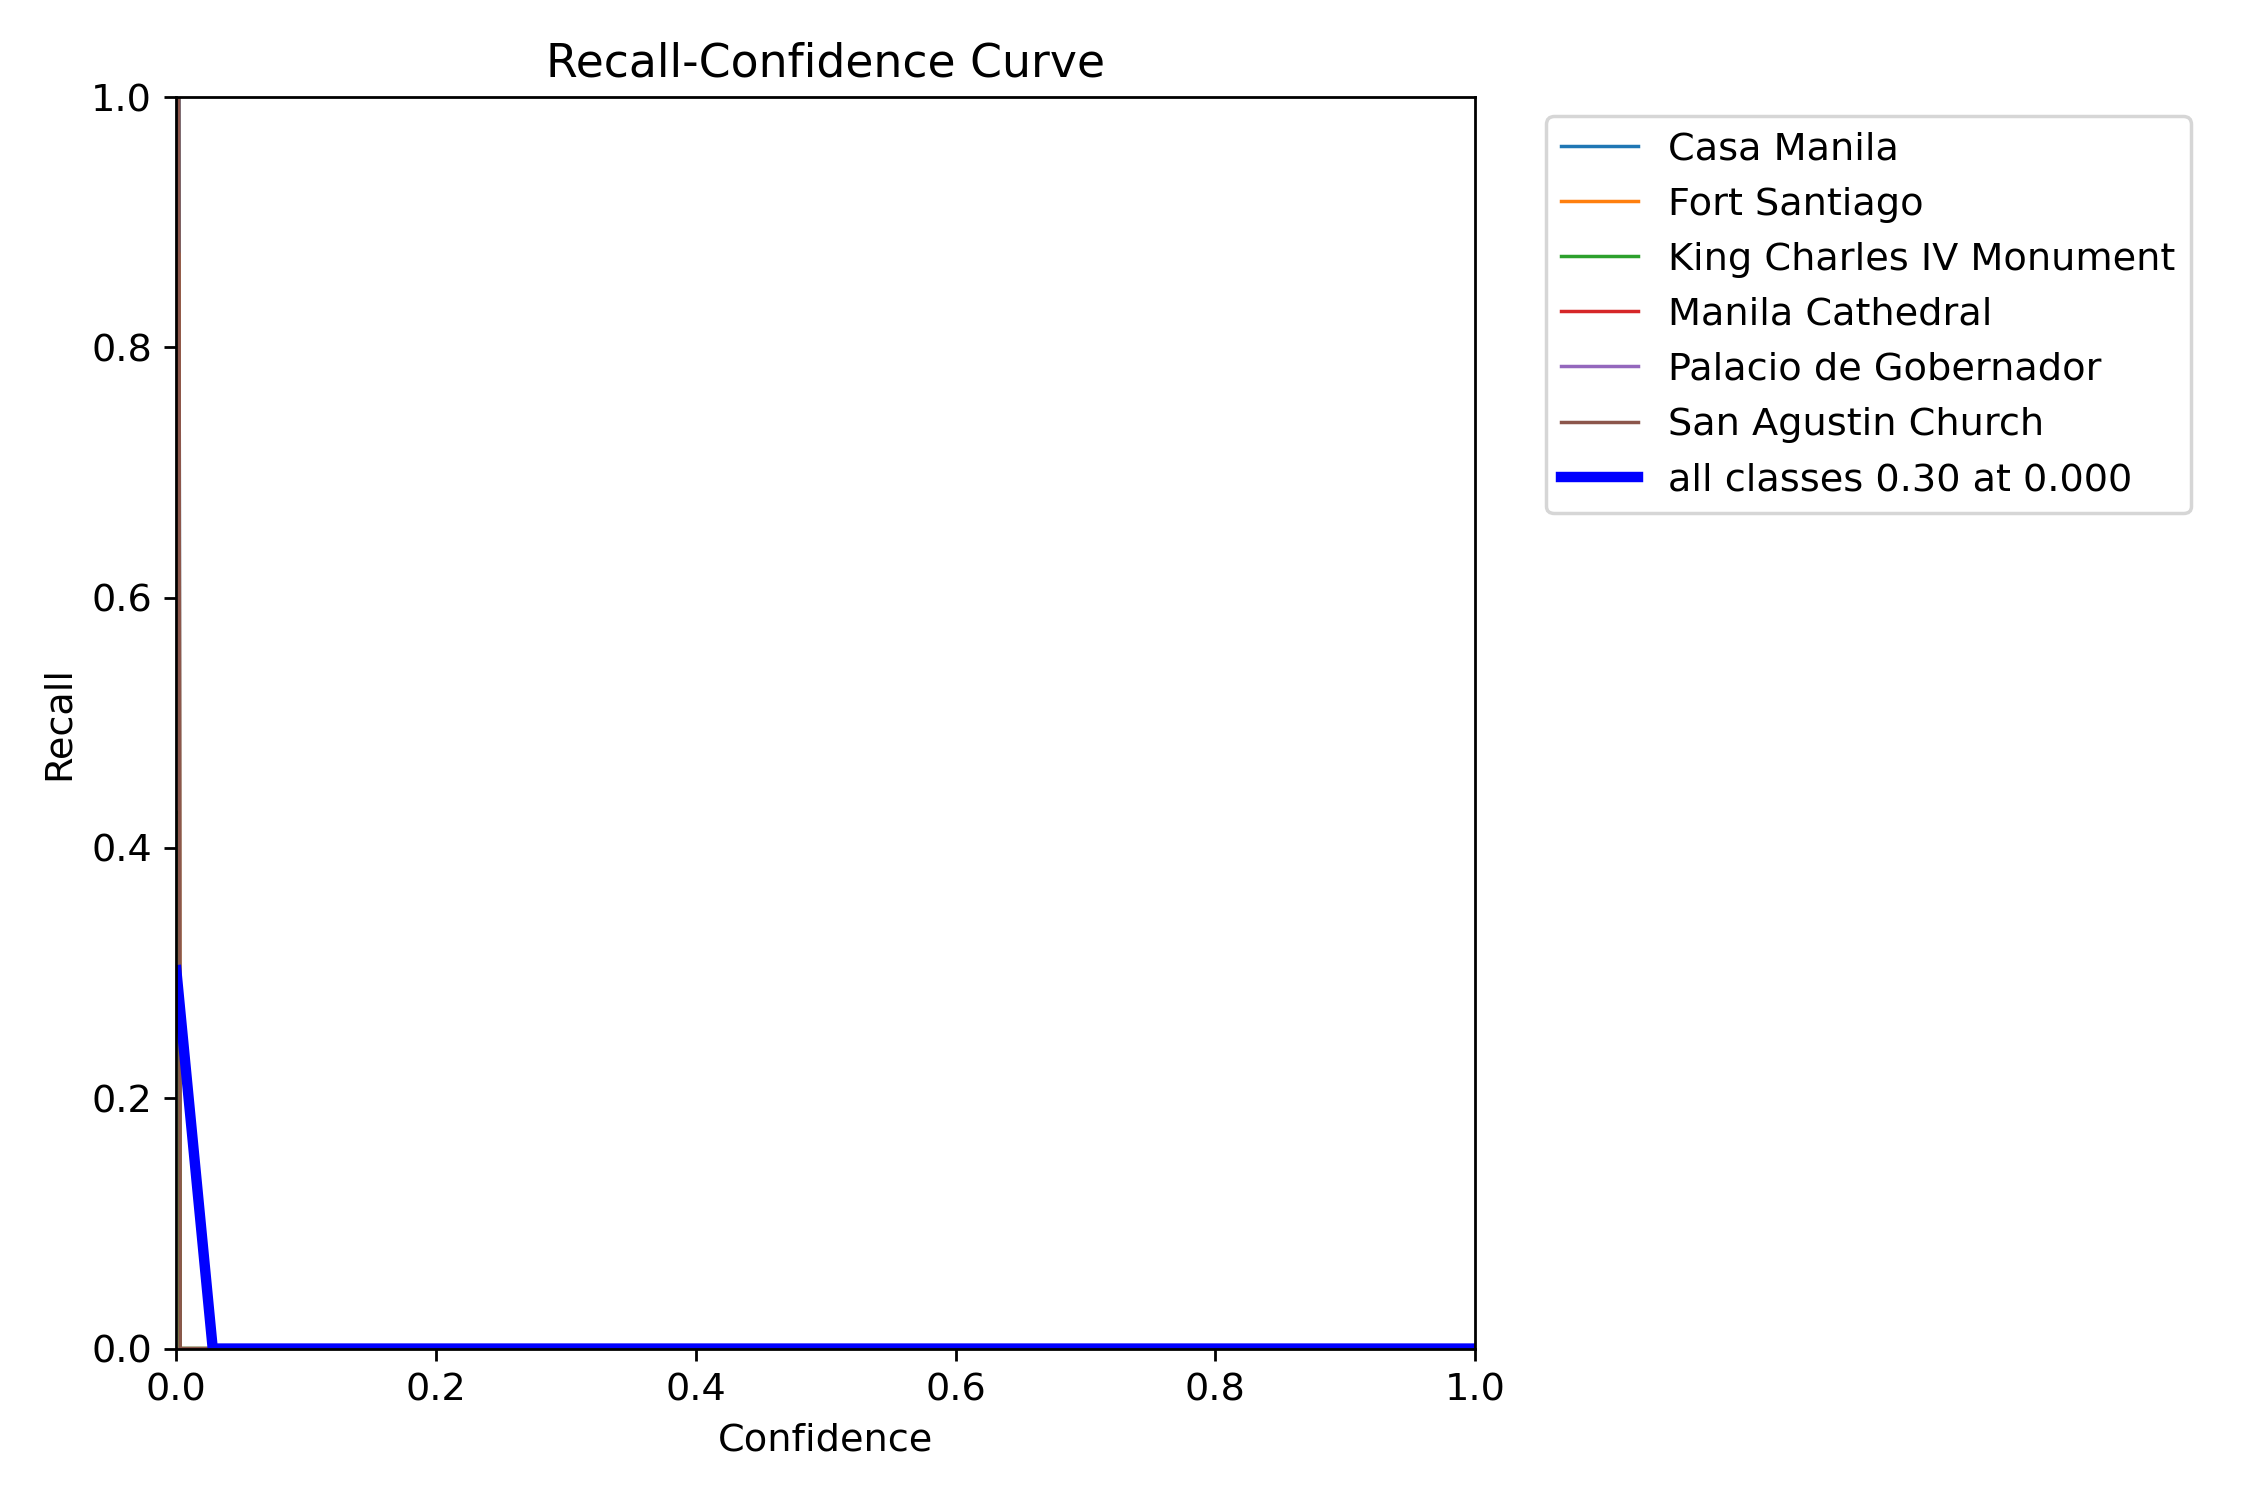 Recall-Confidence Curve
1.0
0.8
0.6
0.4
0.2
0.0
Recall
0.0 0.2 0.4 0.6 0.8 1.0
Confidence
Casa Manila
Fort Santiago
King Charles IV Monument
Manila Cathedral
Palacio de Gobernador
San Agustin Church
all classes 0.30 at 0.000